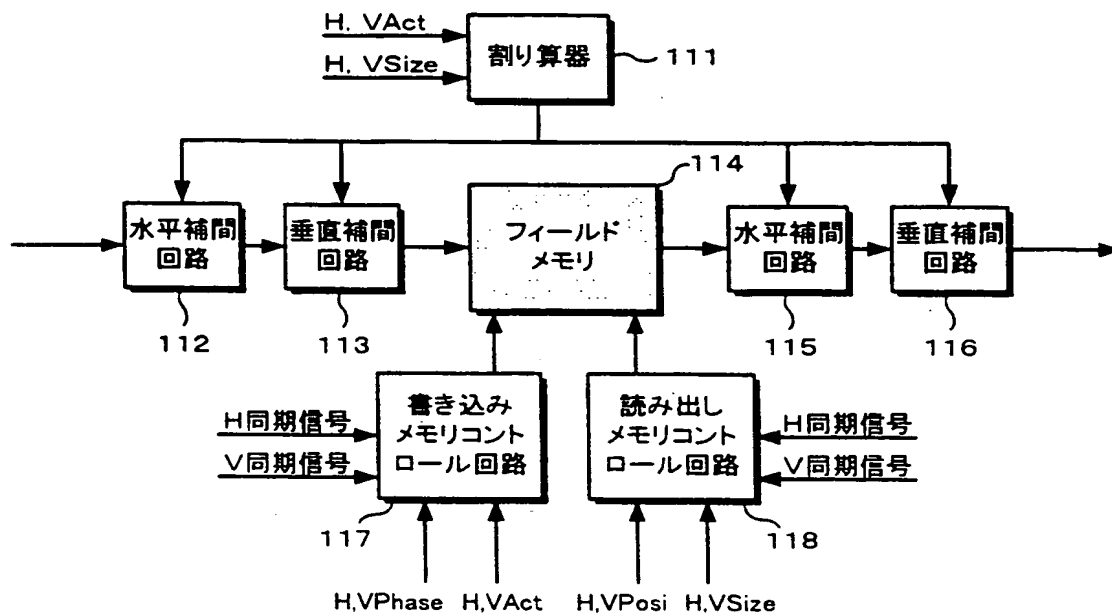 H, VAct
H, VSize
割り算器
111
114
水平補間
回路
垂直補間
回路
フィールド
メモリ
水平補間
回路
垂直補間
回路
112
113
115
116
書き込み
メモリコント
ロール回路
読み出し
メモリコント
ロール回路
H同期信号
V同期信号
H同期信号
V同期信号
117
118
H,VPhase
H,VAct
H,VPosi
H,VSize